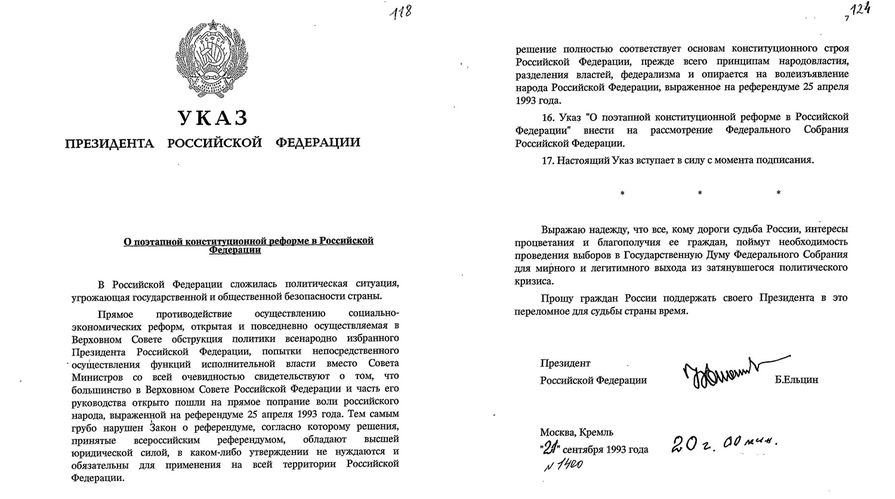 118
УКАЗ
ПРЕЗИДЕНТА РОССИЙСКОЙ ФЕДЕРАЦИИ
О поэтапной конституционной реформе в Российской
Федерации
В Российской Федерации сложилась политическая ситуация,
угрожающая государственной и общественной безопасности страны.
Прямое противодействие осуществлению социально-
экономических реформ, открытая и повседневно осуществляемая в
Верховном Совете обструкция политики всенародно избранного
Президента Российской Федерации, попытки непосредственного
осуществления функций исполнительной власти вместо Совета
Министров со всей очевидностью свидетельствуют о том, что
большинство в Верховном Совете Российской Федерации и часть его
руководства открыто пошли на прямое попрание воли российского
народа, выраженной на референдуме 25 апреля 1993 года. Тем самым
грубо нарушен Закон о референдуме, согласно которому решения,
принятые всероссийским референдумом, обладают высшей
юридической силой, в каком-либо утверждении не нуждаются и
обязательны для применения на всей территории Российской
Федерации.
7 124
решение полностью соответствует основам конституционного строя
Российской Федерации, прежде всего принципам народовластия,
разделения властей, федерализма и опирается на волеизъявление
народа Российской Федерации, выраженное на референдуме 25 апреля
1993 года.
16. Указ "О поэтапной конституционной реформе в Российской
Федерации" внести на рассмотрение Федерального Собрания
Российской Федерации.
17. Настоящий Указ вступает в силу с момента подписания.
* * *
Выражаю надежду, что все, кому дороги судьба России, интересы
процветания и благополучия ее граждан, поймут необходимость
проведения выборов в Государственную Думу Федерального Собрания
для мирного и легитимного выхода из затянувшегося политического
кризиса.
Прошу граждан России поддержать своего Президента в это
переломное для судьбы страны время.
Президент
Российской Федерации Б.Ельцин
Москва, Кремль
"21" сентября 1993 года 20 г. 00 мин.
N 1400